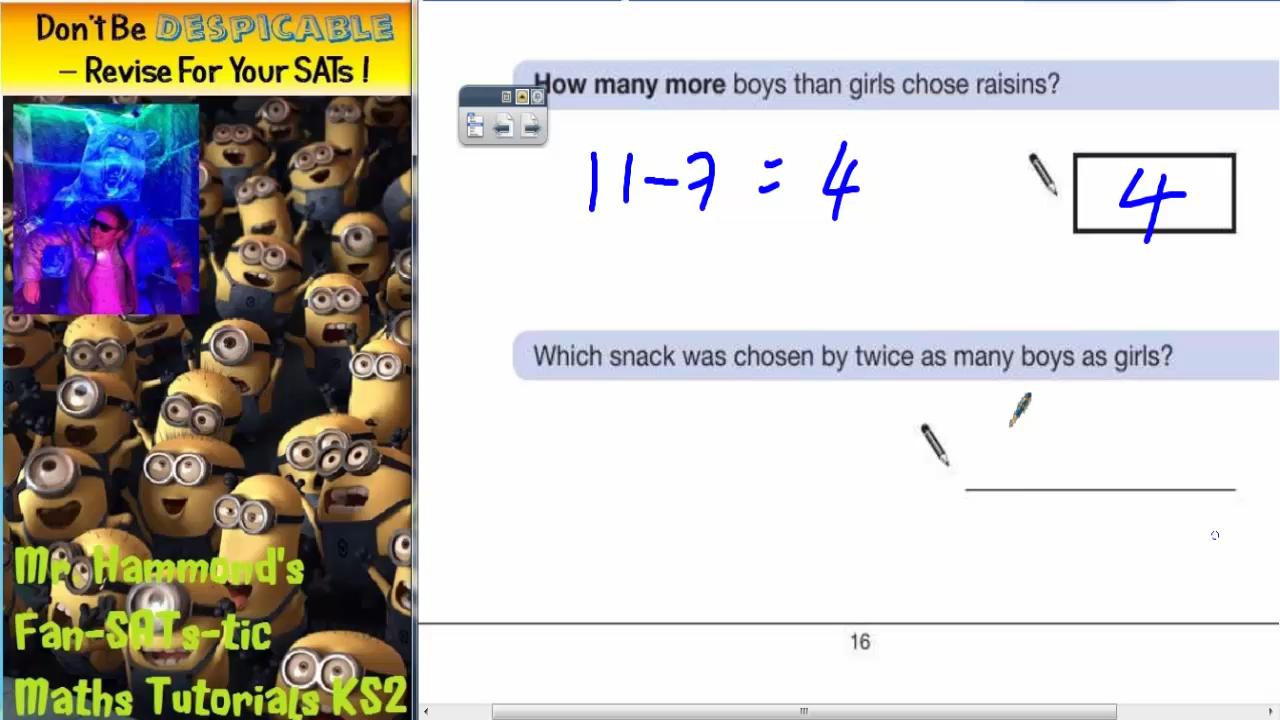 Don't Be DESPICABLE
– Revise For Your SATs !
How many more boys than girls chose raisins?
11-7 = 4
4
Which snack was chosen by twice as many boys as girls?
16
Mr. Hammond's
Fan-SATs-tic
Maths Tutorials KS2